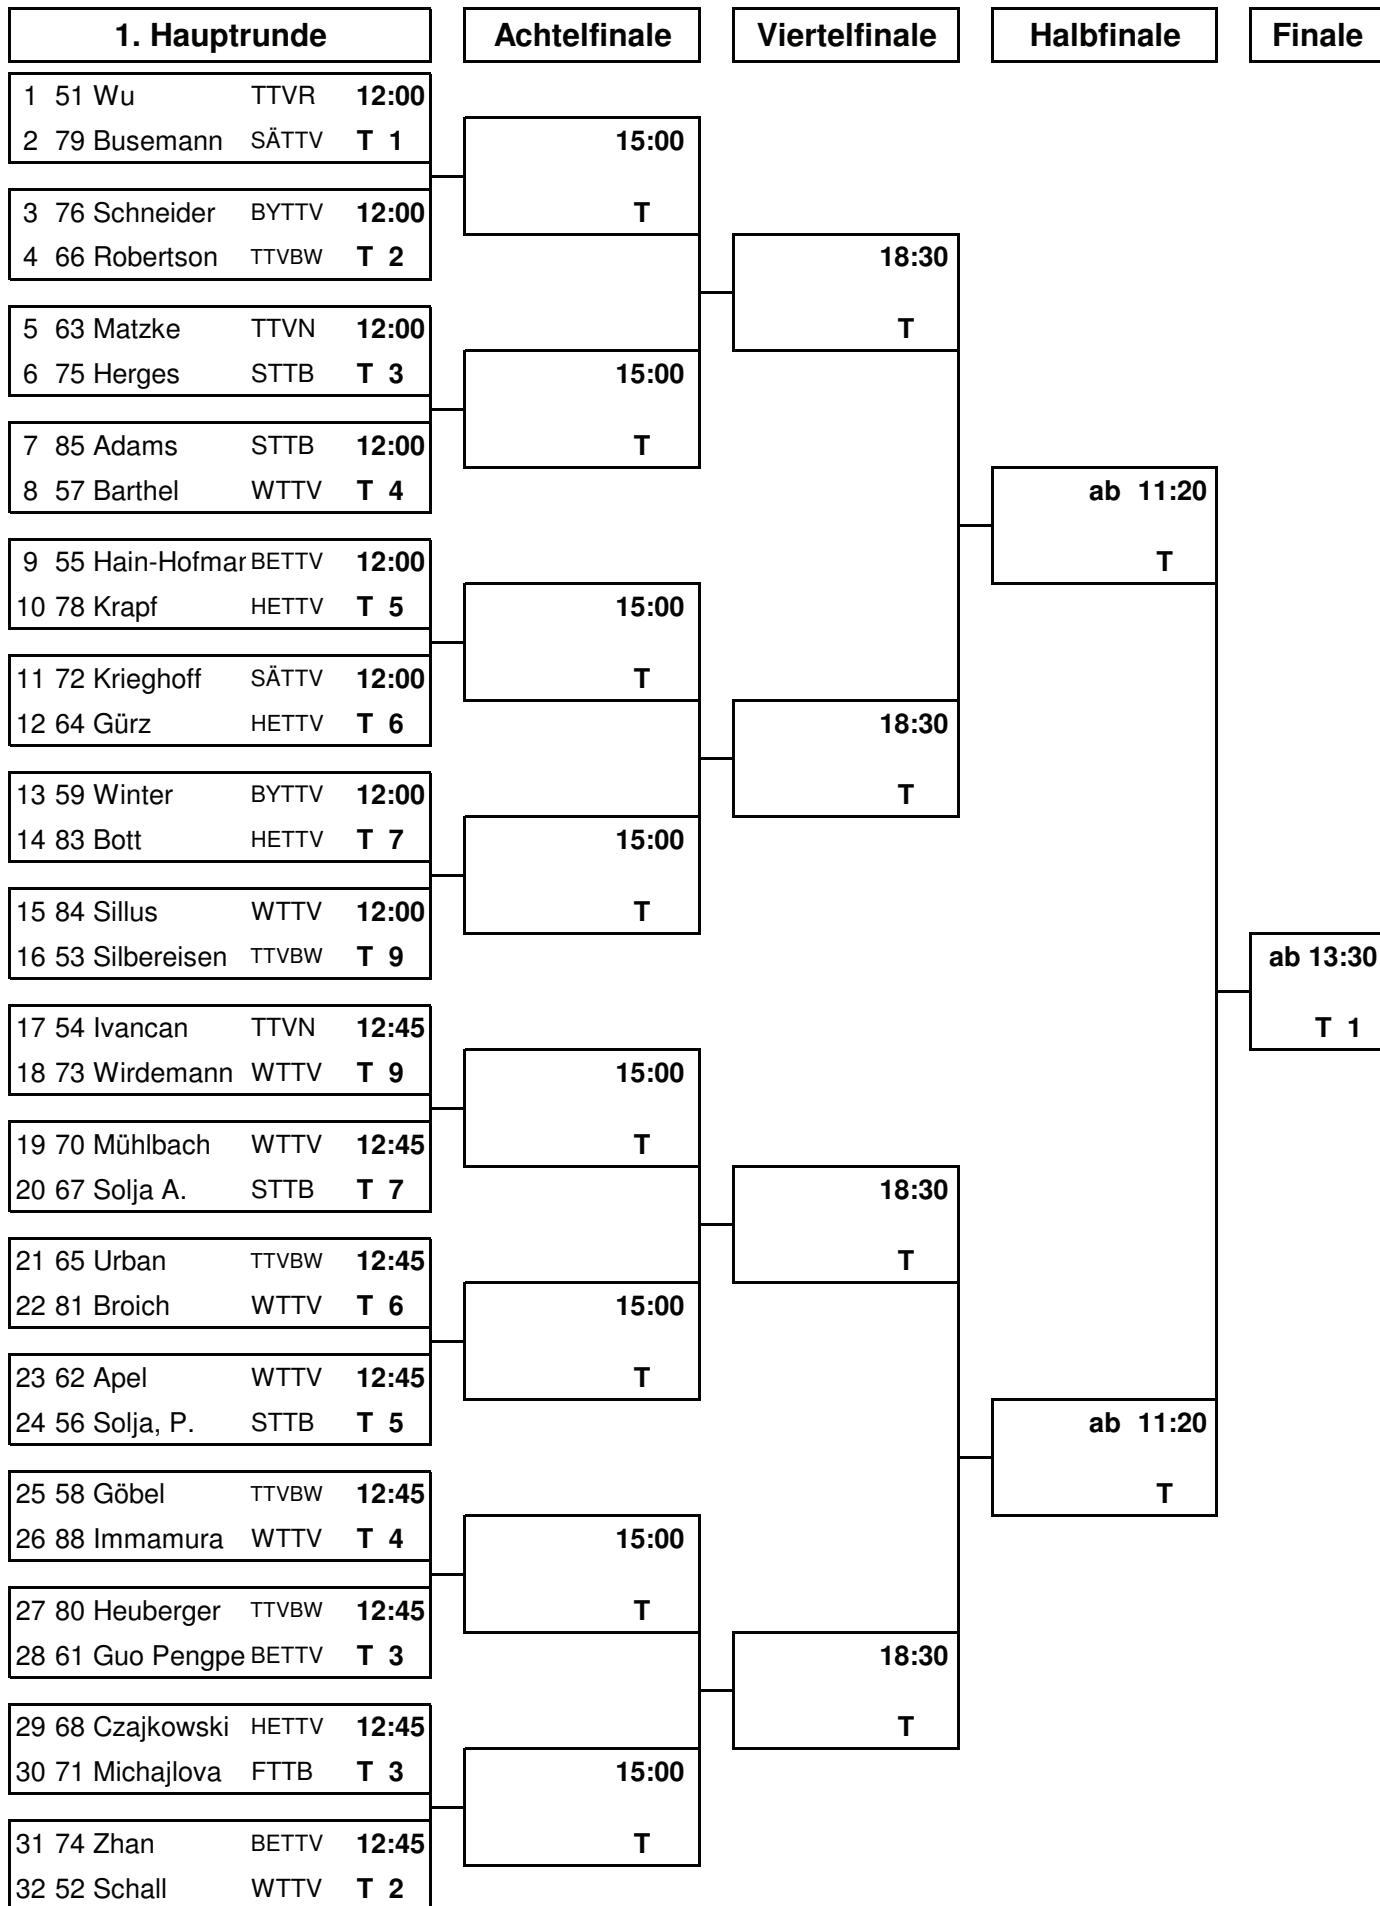 1. Hauptrunde Achtelfinale Viertelfinale Halbfinale Finale
1 51 Wu TTVR 12:00
2 79 Busemann SÄTTV T 1 15:00
3 76 Schneider BYTTV 12:00 T
4 66 Robertson TTVBW T 2 18:30
5 63 Matzke TTVN 12:00 T
6 75 Herges STTB T 3 15:00
7 85 Adams STTB 12:00 T
8 57 Barthel WTTV T 4 ab 11:20
9 55 Hain-Hofmar BETTV 12:00 T
10 78 Krapf HETTV T 5 15:00
11 72 Krieghoff SÄTTV 12:00 T
12 64 Gürz HETTV T 6 18:30
13 59 Winter BYTTV 12:00 T
14 83 Bott HETTV T 7 15:00
15 84 Sillus WTTV 12:00 T
16 53 Silbereisen TTVBW T 9 ab 13:30
17 54 Ivancan TTVN 12:45 T 1
18 73 Wirdemann WTTV T 9 15:00
19 70 Mühlbach WTTV 12:45 T
20 67 Solja A. STTB T 7 18:30
21 65 Urban TTVBW 12:45 T
22 81 Broich WTTV T 6 15:00
23 62 Apel WTTV 12:45 T
24 56 Solja, P. STTB T 5 ab 11:20
25 58 Göbel TTVBW 12:45 T
26 88 Immamura WTTV T 4 15:00
27 80 Heuberger TTVBW 12:45 T
28 61 Guo Pengpe BETTV T 3 18:30
29 68 Czajkowski HETTV 12:45 T
30 71 Michajlova FTTB T 3 15:00
31 74 Zhan BETTV 12:45 T
32 52 Schall WTTV T 2